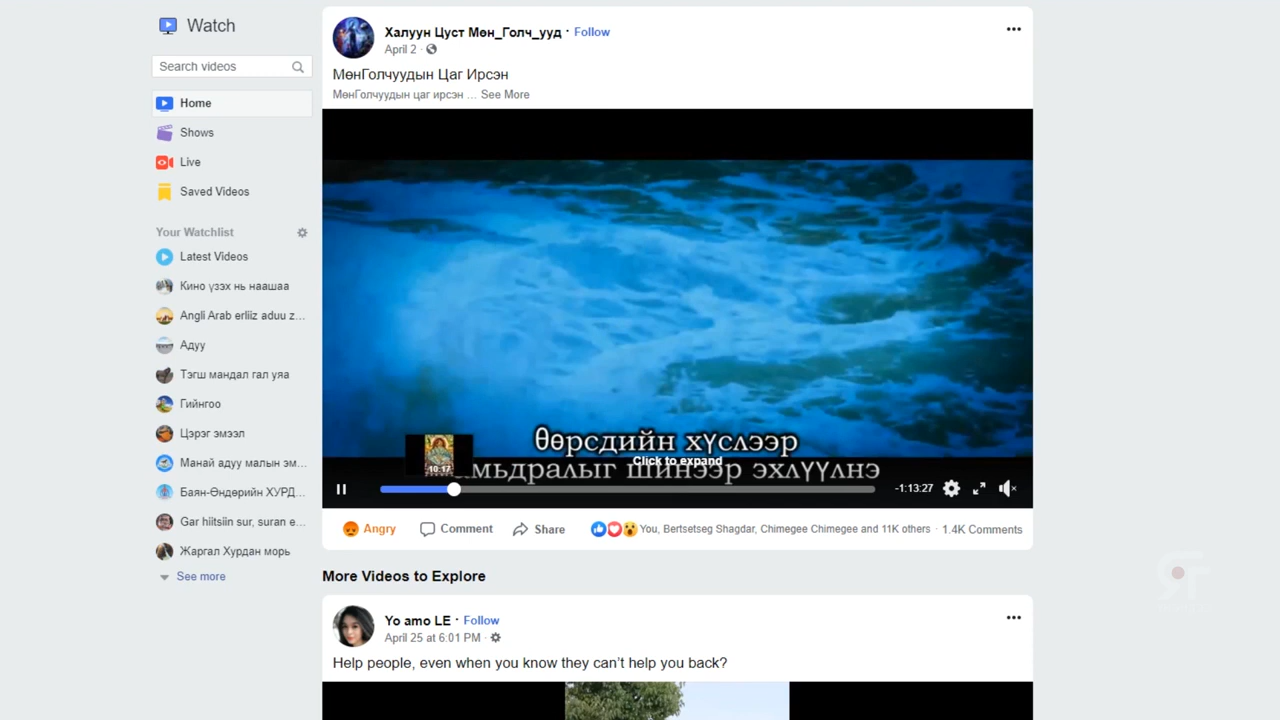 Watch
Search videos
Home
Shows
Live
Saved Videos
Your Watchlist
Latest Videos
Кино үзэх нь наашаа
Angli Arab erliiz aduu z...
Адуу
Тэгш мандал гал уяа
Гийнгоо
Цэрэг эмээл
Манай адуу малын эм...
Баян-Өндөрийн ХУРД...
Gar hiitsiin sur, suran e...
Жаргал Хурдан морь
See more
Халуун Цуст Мөн_Голч_ууд · Follow
April 2 ·
МөнГолчуудын Цаг Ирсэн
МөнГолчуудын цаг ирсэн ... See More
Өөрсдийн хүслээр
Click to expand
амьдралыг шинээр эхлүүлнэ
10:17
-1:13:27
Angry
Comment
Share
You, Bertsetseg Shagdar, Chimegee Chimegee and 11K others · 1.4K Comments
More Videos to Explore
Yo amo LE · Follow
April 25 at 6:01 PM ·
Help people, even when you know they can't help you back?